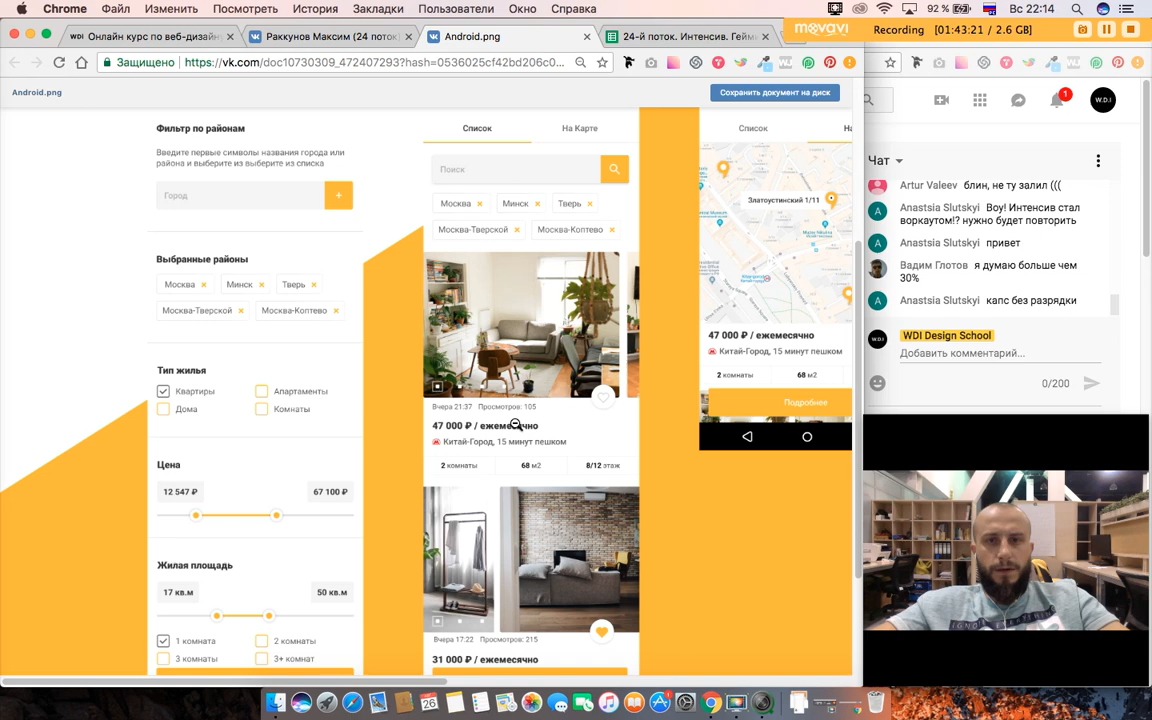 Chrome Файл Изменить Посмотреть История Закладки Пользователи Окно Справка
92 % Вс 22:14
WDI Онлайн курс по веб-дизайн
Раккунов Максим (24 поток)
Android.png
24-й поток. Интенсив. Гейми
movavi
Recording [01:43:21 / 2.6 GB]
Защищено https://vk.com/doc10730309_472407293?hash=0536025cf42bd206c0...
Android.png
Сохранить документ на диск
Фильтр по районам
Введите первые символы названия города или
района и выберите из выберите из списка
Город +
Выбранные районы
Москва × Минск × Тверь ×
Москва-Тверской × Москва-Коптево ×
Тип жилья
Квартиры Апартаменты
Дома Комнаты
Цена
12 547 ₽ 67 100 ₽
Жилая площадь
17 кв.м 50 кв.м
1 комната 2 комнаты
3 комнаты 3+ комнат
Список На Карте
Поиск
Москва × Минск × Тверь ×
Москва-Тверской × Москва-Коптево ×
Вчера 21:37 Просмотров: 105
47 000 ₽ / ежемесячно
Китай-Город, 15 минут пешком
2 комнаты 68 м2 8/12 этаж
Вчера 17:22 Просмотров: 215
31 000 ₽ / ежемесячно
Список На
Златоустинский 1/11
47 000 ₽ / ежемесячно
Китай-Город, 15 минут пешком
2 комнаты 68 м2
Подробнее
1
W.D.I
Чат
Artur Valeev блин, не ту залил (((
Anastsia Slutskyi Воу! Интенсив стал
воркаутом!? нужно будет повторить
Anastsia Slutskyi привет
Вадим Глотов я думаю больше чем
30%
Anastsia Slutskyi капс без разрядки
WDI Design School
Добавить комментарий...
0/200
26